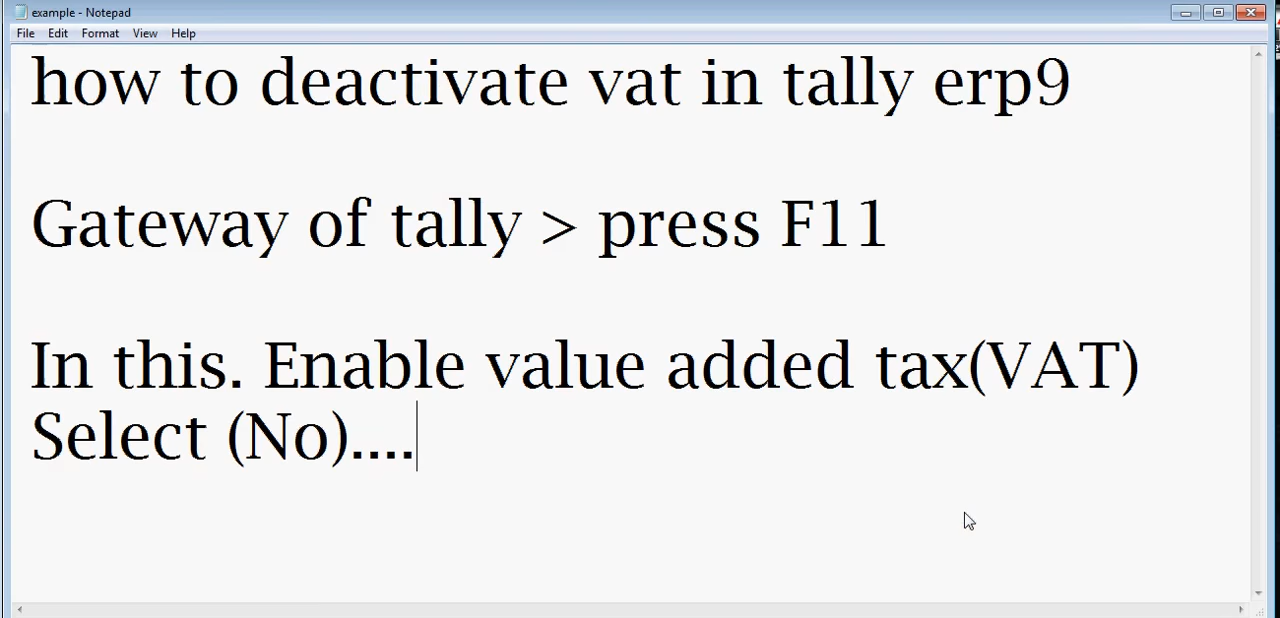 example - Notepad
File Edit Format View Help
how to deactivate vat in tally erp9
Gateway of tally > press F11
In this. Enable value added tax(VAT)
Select (No)....